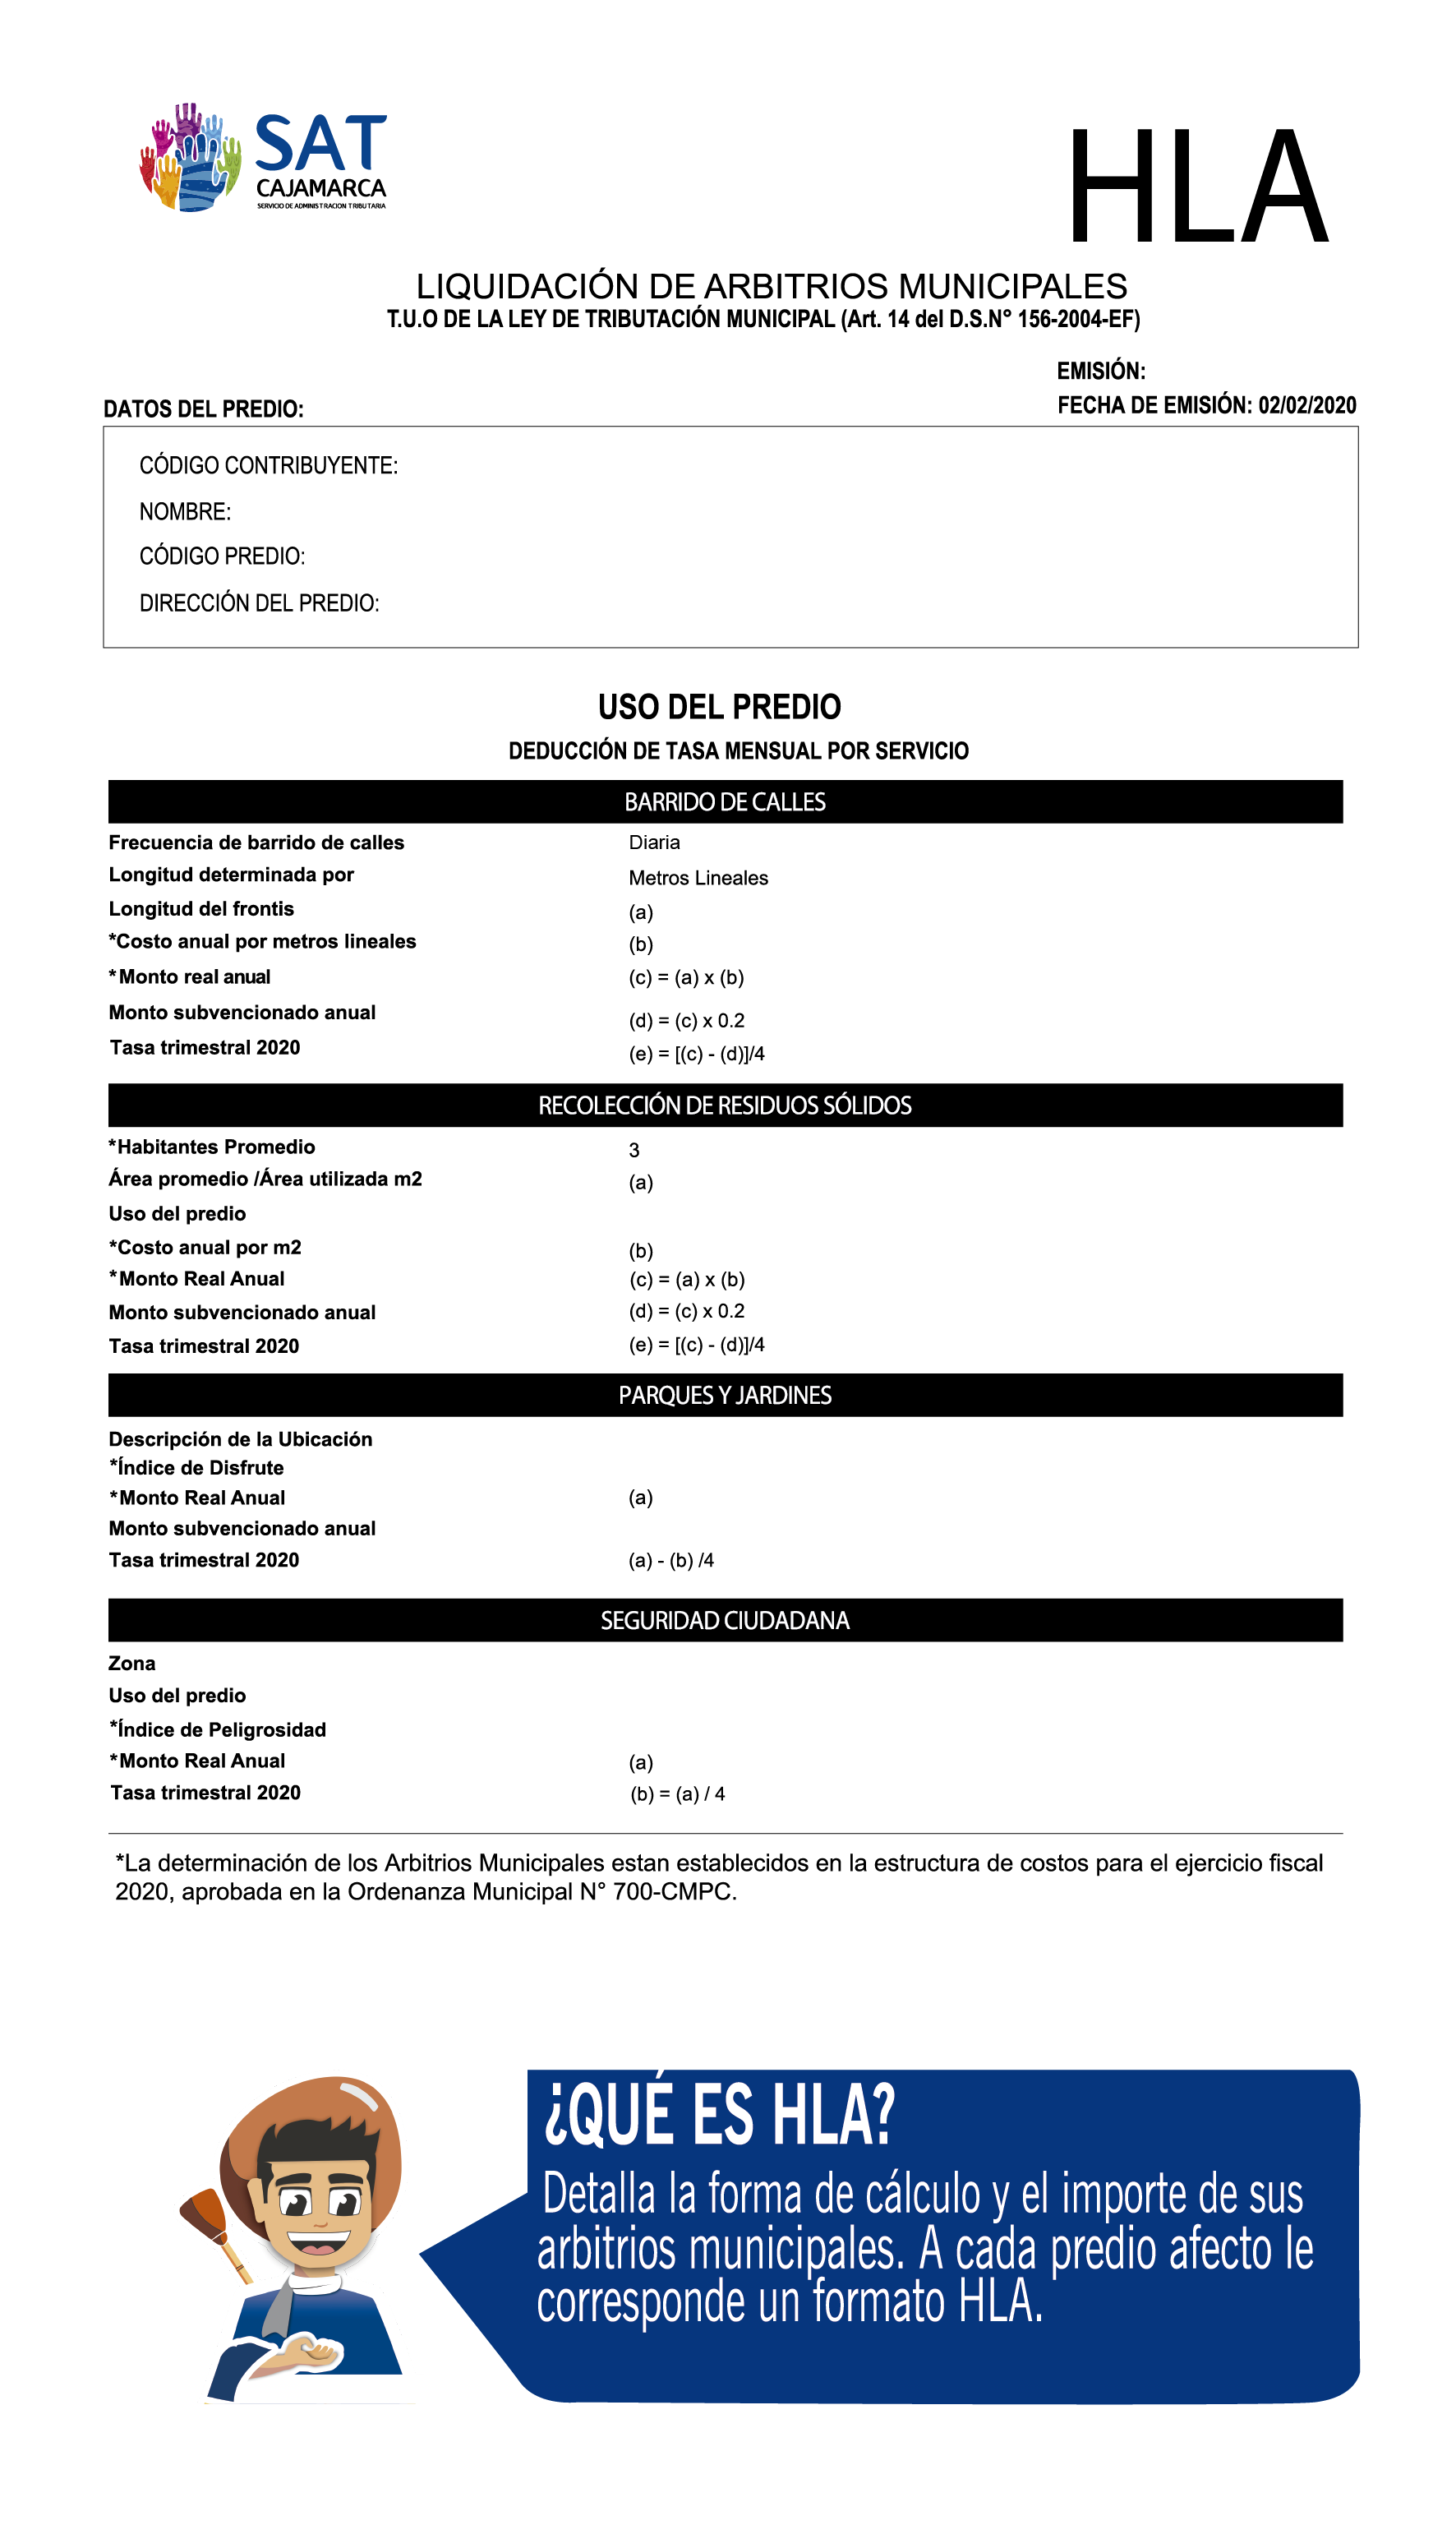 SAT
CAJAMARCA
SERVICIO DE ADMINISTRACION TRIBUTARIA
HLA
LIQUIDACIÓN DE ARBITRIOS MUNICIPALES
T.U.O DE LA LEY DE TRIBUTACIÓN MUNICIPAL (Art. 14 del D.S.N° 156-2004-EF)
EMISIÓN:
FECHA DE EMISIÓN: 02/02/2020
DATOS DEL PREDIO:
CÓDIGO CONTRIBUYENTE:
NOMBRE:
CÓDIGO PREDIO:
DIRECCIÓN DEL PREDIO:
USO DEL PREDIO
DEDUCCIÓN DE TASA MENSUAL POR SERVICIO
BARRIDO DE CALLES
Frecuencia de barrido de calles Diaria
Longitud determinada por Metros Lineales
Longitud del frontis (a)
*Costo anual por metros lineales (b)
*Monto real anual (c) = (a) x (b)
Monto subvencionado anual (d) = (c) x 0.2
Tasa trimestral 2020 (e) = [(c) - (d)]/4
RECOLECCIÓN DE RESIDUOS SÓLIDOS
*Habitantes Promedio 3
Área promedio /Área utilizada m2 (a)
Uso del predio
*Costo anual por m2 (b)
*Monto Real Anual (c) = (a) x (b)
Monto subvencionado anual (d) = (c) x 0.2
Tasa trimestral 2020 (e) = [(c) - (d)]/4
PARQUES Y JARDINES
Descripción de la Ubicación
*Índice de Disfrute
*Monto Real Anual (a)
Monto subvencionado anual
Tasa trimestral 2020 (a) - (b) /4
SEGURIDAD CIUDADANA
Zona
Uso del predio
*Índice de Peligrosidad
*Monto Real Anual (a)
Tasa trimestral 2020 (b) = (a) / 4
*La determinación de los Arbitrios Municipales estan establecidos en la estructura de costos para el ejercicio fiscal
2020, aprobada en la Ordenanza Municipal N° 700-CMPC.
¿QUÉ ES HLA?
Detalla la forma de cálculo y el importe de sus
arbitrios municipales. A cada predio afecto le
corresponde un formato HLA.